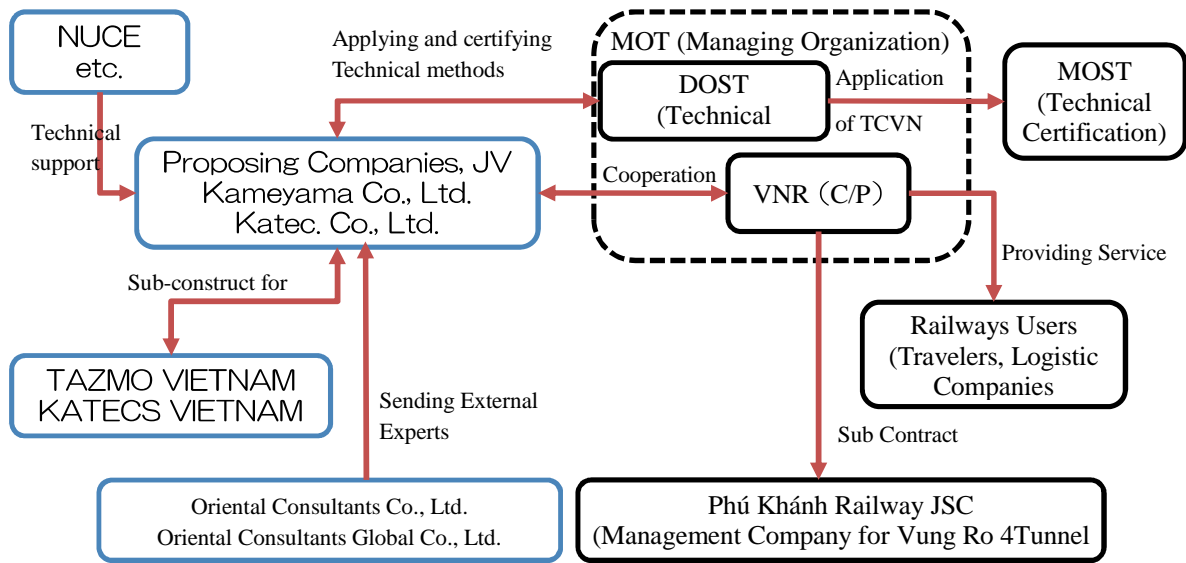 NUCE
etc.
Applying and certifying
Technical methods
MOT (Managing Organization)
DOST
(Technical
Application
of TCVN
MOST
(Technical
Certification)
Technical
support
Proposing Companies, JV
Kameyama Co., Ltd.
Katec. Co., Ltd.
Cooperation
VNR （C/P）
Providing Service
Sub-construct for
Railways Users
(Travelers, Logistic
Companies
TAZMO VIETNAM
KATECS VIETNAM
Sending External
Experts
Sub Contract
Oriental Consultants Co., Ltd.
Oriental Consultants Global Co., Ltd.
Phú Khánh Railway JSC
(Management Company for Vung Ro 4Tunnel